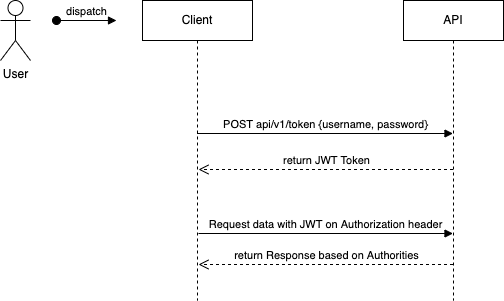 dispatch
Client
API
User
POST api/v1/token {username, password}
return JWT Token
Request data with JWT on Authorization header
return Response based on Authorities